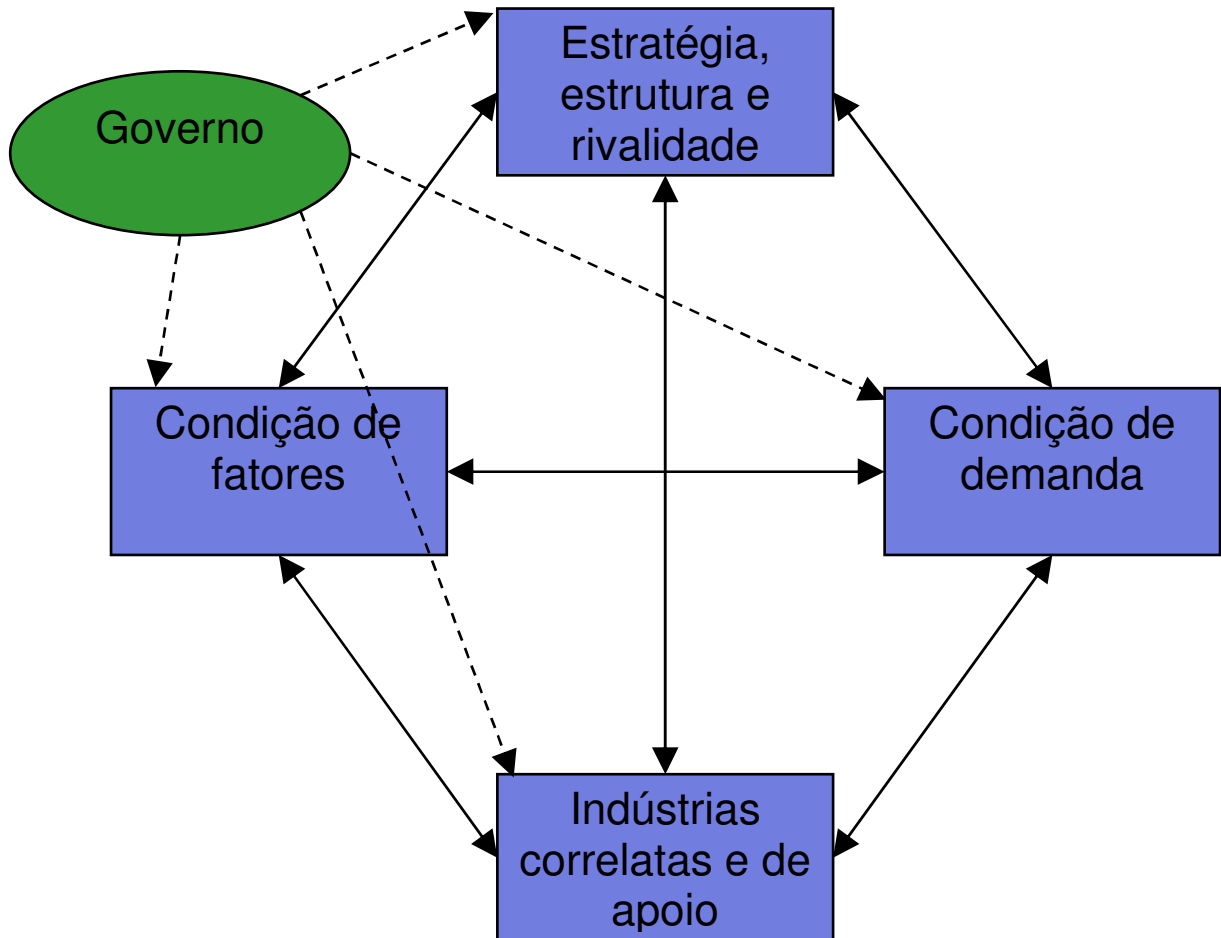 Estratégia,
estrutura e
rivalidade
Governo
Condição de
fatores
Condição de
demanda
Indústrias
correlatas e de
apoio